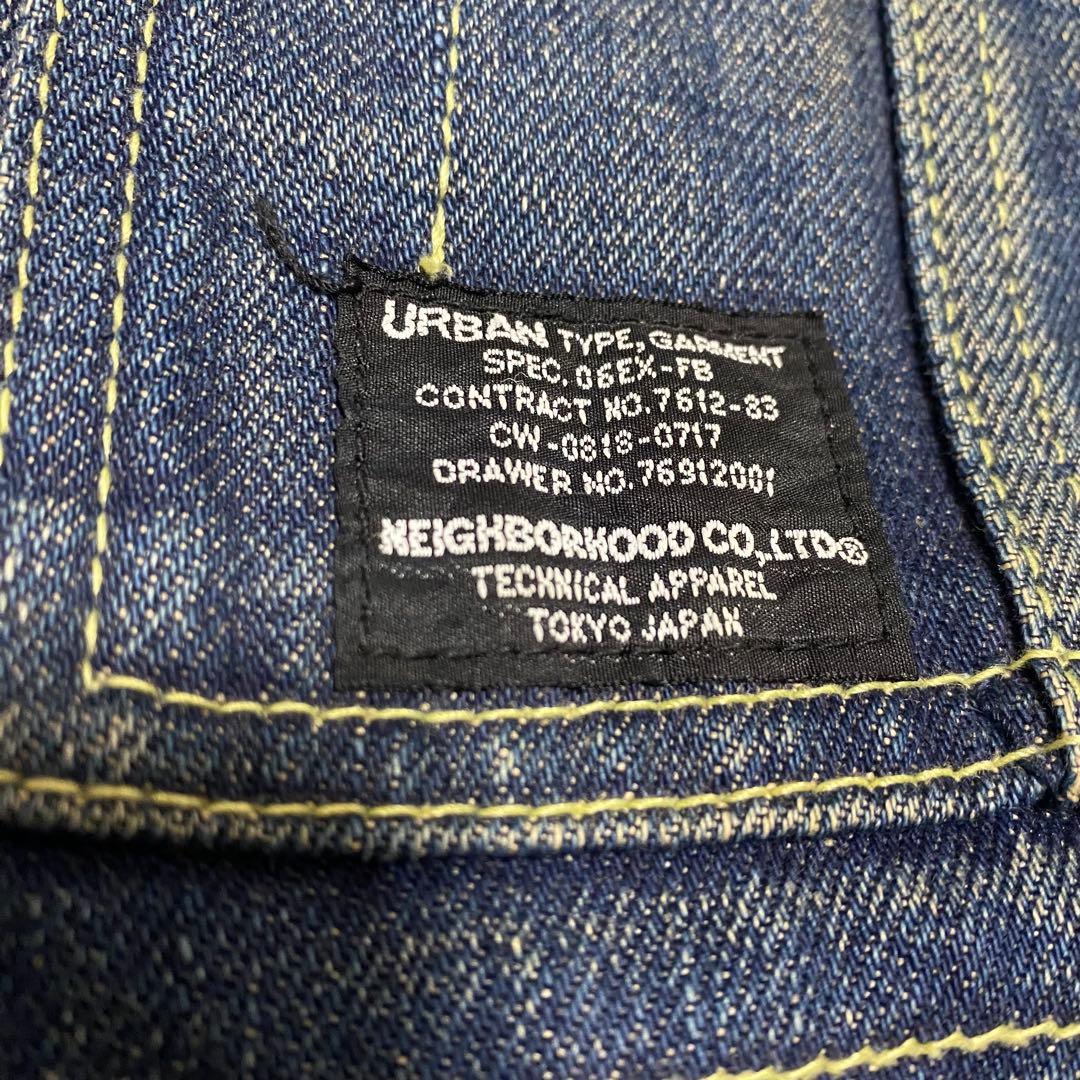 URBAN TYPE, GARMENT
SPEC. 06EX-FB
CONTRACT NO. 7612-83
CW-0818-0717
DRAWER NO. 76912001
NEIGHBORHOOD CO.,LTD®
TECHNICAL APPAREL
TOKYO JAPAN